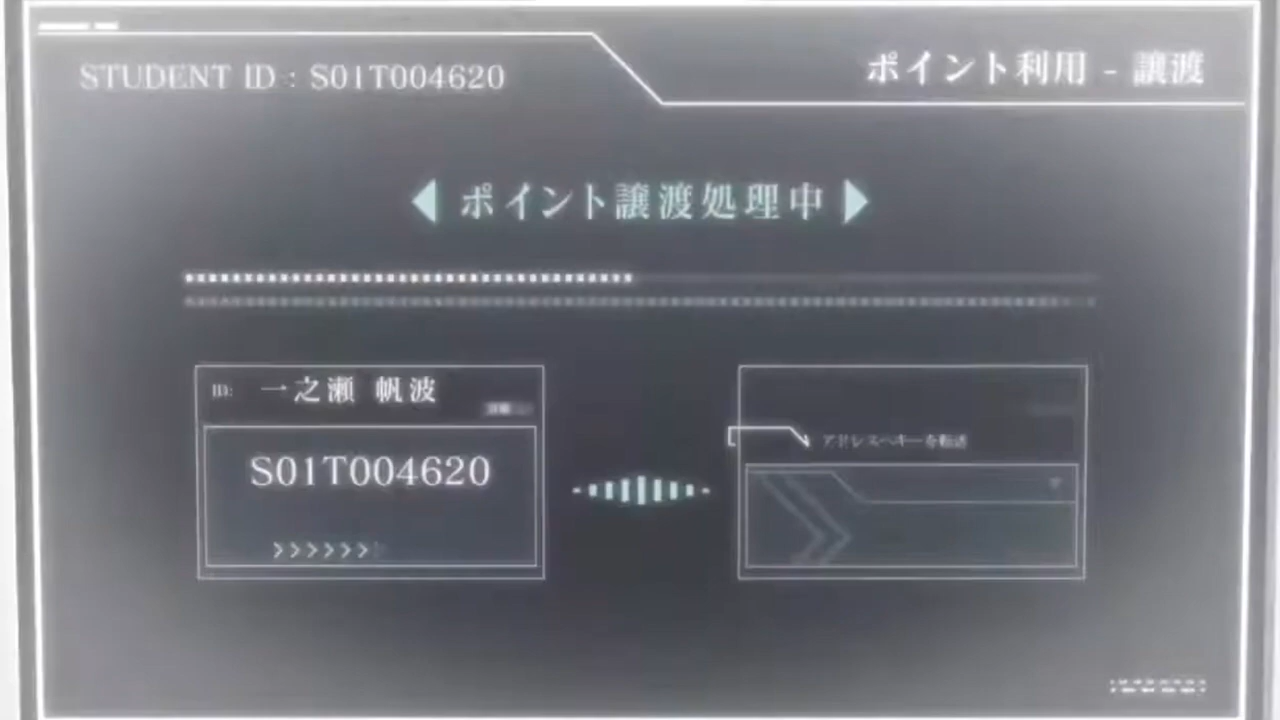 STUDENT ID : S01T004620
ポイント利用 - 譲渡
ポイント譲渡処理中
ID: 一之瀬 帆波
S01T004620
アドレスへキーを転送